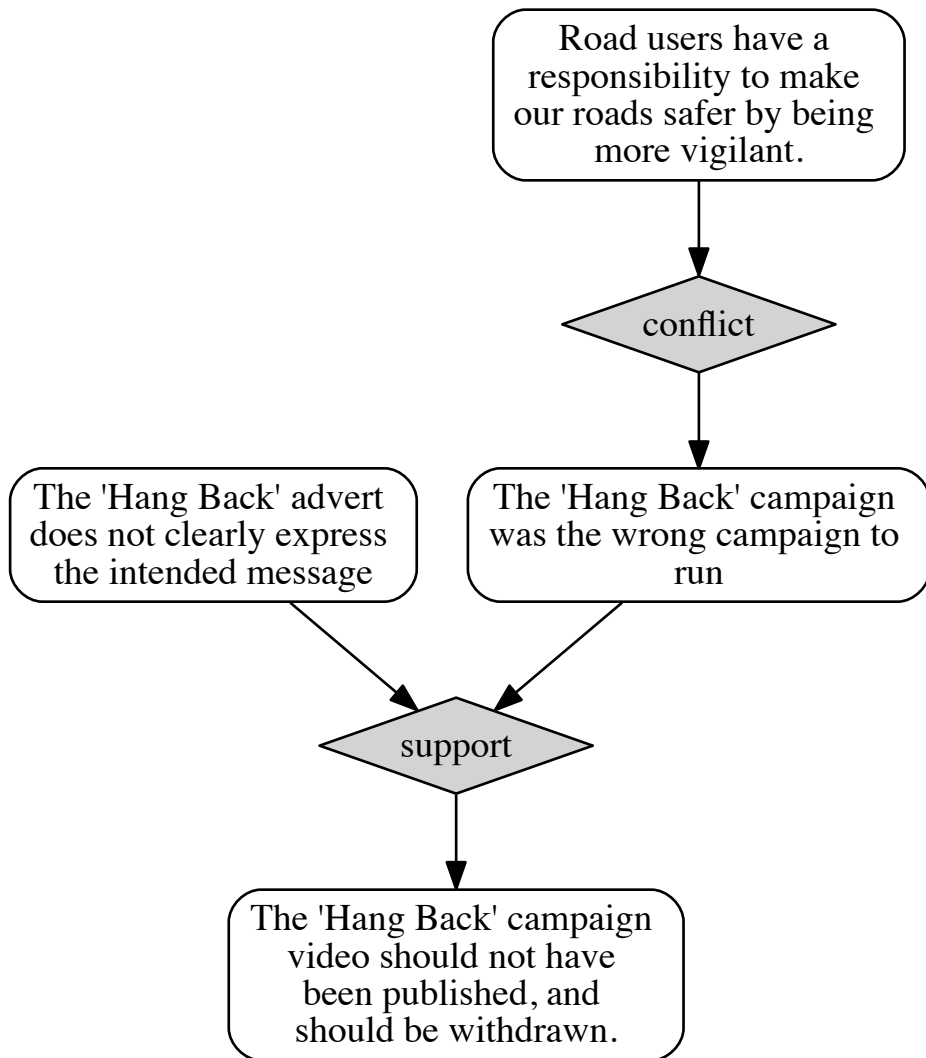 Road users have a
responsibility to make
our roads safer by being
more vigilant.
conflict
The 'Hang Back' advert
does not clearly express
the intended message
The 'Hang Back' campaign
was the wrong campaign to
run
support
The 'Hang Back' campaign
video should not have
been published, and
should be withdrawn.